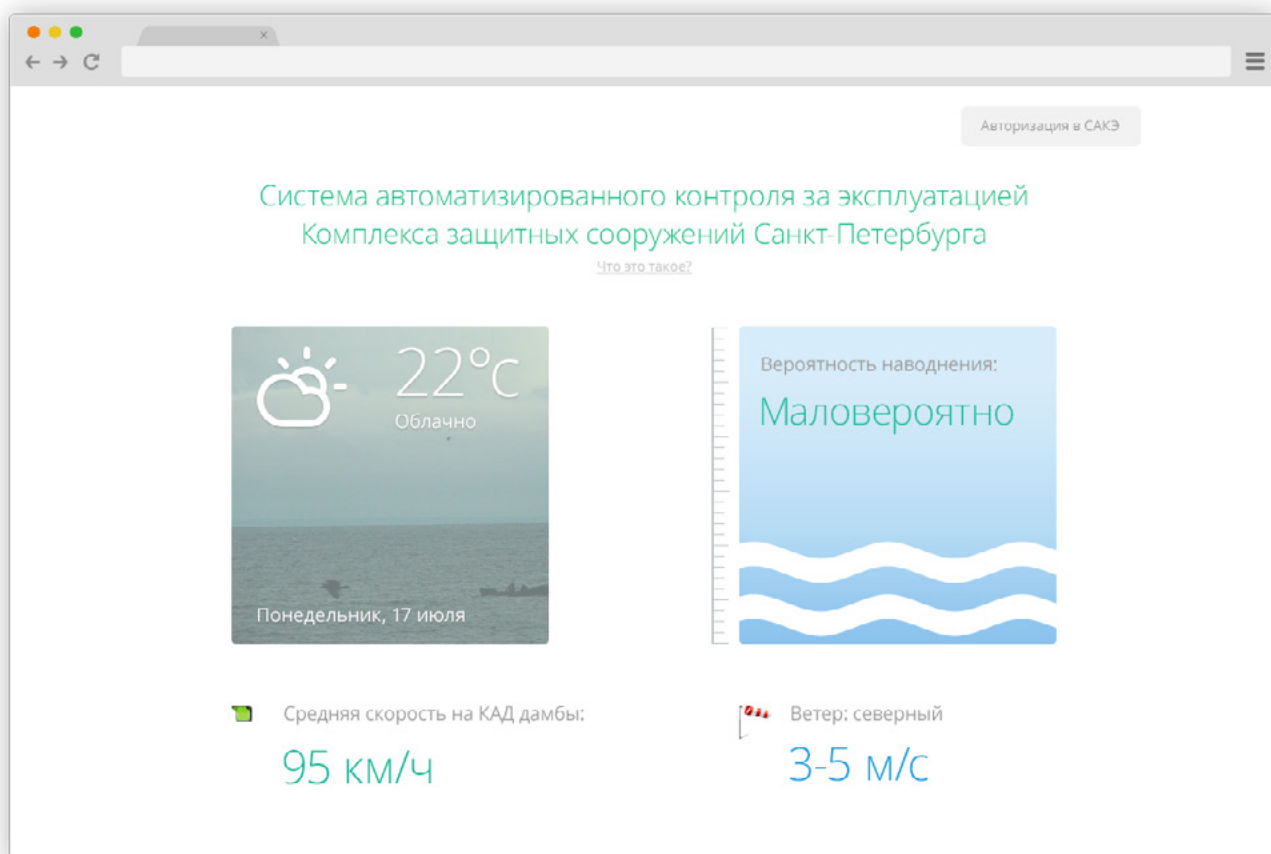 Авторизация в САКЭ
Система автоматизированного контроля за эксплуатацией
Комплекса защитных сооружений Санкт-Петербурга
Что это такое?
22°C
Облачно
Понедельник, 17 июля
Вероятность наводнения:
Маловероятно
Средняя скорость на КАД дамбы:
95 км/ч
Ветер: северный
3-5 м/с